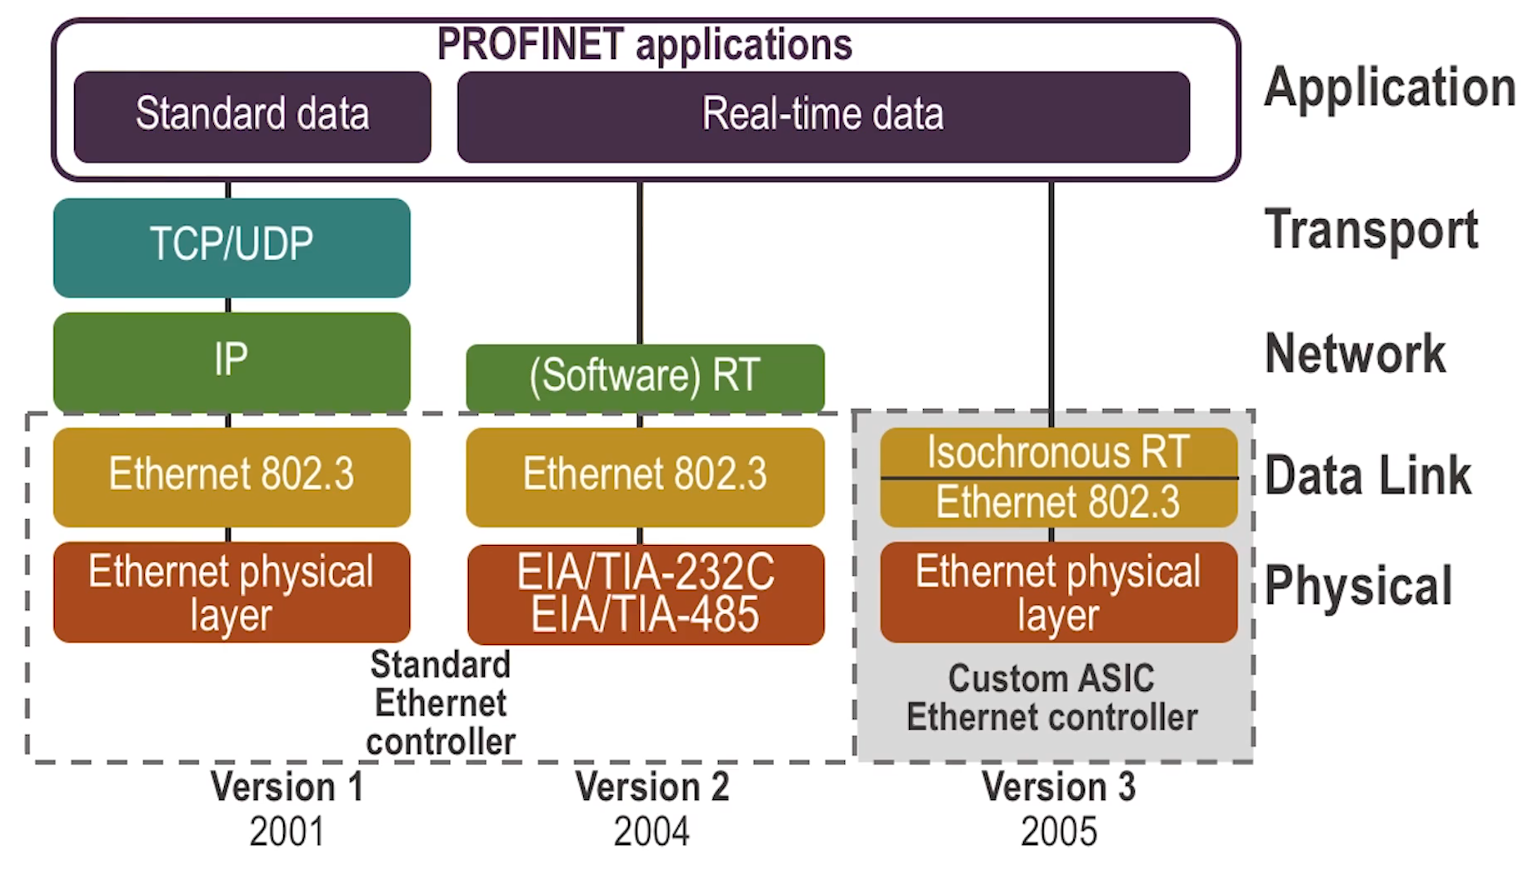 PROFINET applications
Standard data
Real-time data
Application
TCP/UDP
Transport
IP
(Software) RT
Network
Ethernet 802.3
Ethernet 802.3
Isochronous RT
Ethernet 802.3
Data Link
Ethernet physical
layer
EIA/TIA-232C
EIA/TIA-485
Ethernet physical
layer
Physical
Standard
Ethernet
controller
Custom ASIC
Ethernet controller
Version 1
2001
Version 2
2004
Version 3
2005